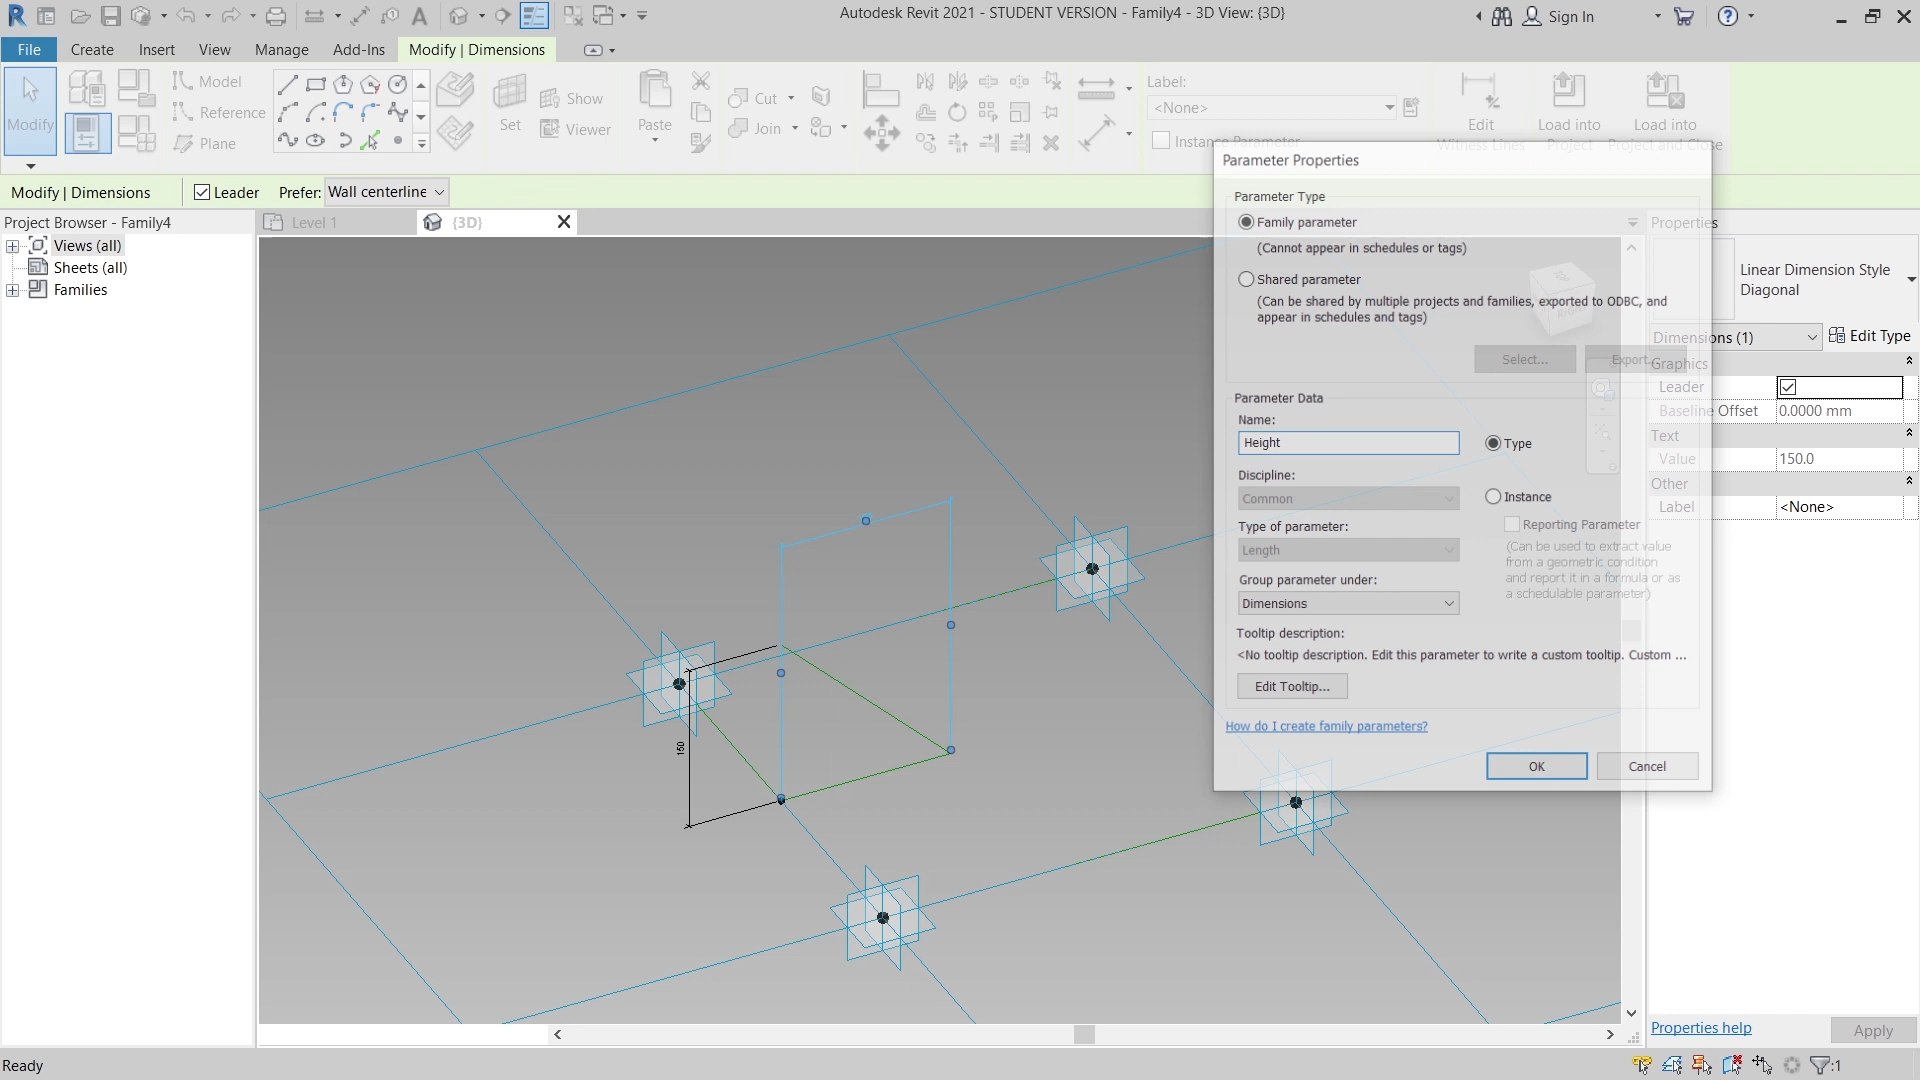 Autodesk Revit 2021 - STUDENT VERSION - Family4 - 3D View: {3D}
Sign In
File
Create
Insert
View
Manage
Add-Ins
Modify | Dimensions
Modify
Model
Reference
Plane
Set
Show
Viewer
Paste
Cut
Join
Label:
<None>
Instance Parameter
Edit
Witness Lines
Load into
Project
Load into
Project and Close
Modify | Dimensions
Leader
Prefer:
Wall centerline
Project Browser - Family4
Views (all)
Sheets (all)
Families
Level 1
{3D}
150
Parameter Properties
Parameter Type
Family parameter
(Cannot appear in schedules or tags)
Shared parameter
(Can be shared by multiple projects and families, exported to ODBC, and
appear in schedules and tags)
Select...
Export...
Parameter Data
Name:
Height
Type
Discipline:
Common
Instance
Type of parameter:
Reporting Parameter
Length
(Can be used to extract value
from a geometric condition
and report it in a formula or as
a schedulable parameter)
Group parameter under:
Dimensions
Tooltip description:
<No tooltip description. Edit this parameter to write a custom tooltip. Custom ...
Edit Tooltip...
How do I create family parameters?
OK
Cancel
Properties
Linear Dimension Style
Diagonal
Dimensions (1)
Edit Type
Graphics
Leader
Baseline Offset
0.0000 mm
Text
Value
150.0
Other
Label
<None>
Properties help
Apply
Ready
:1